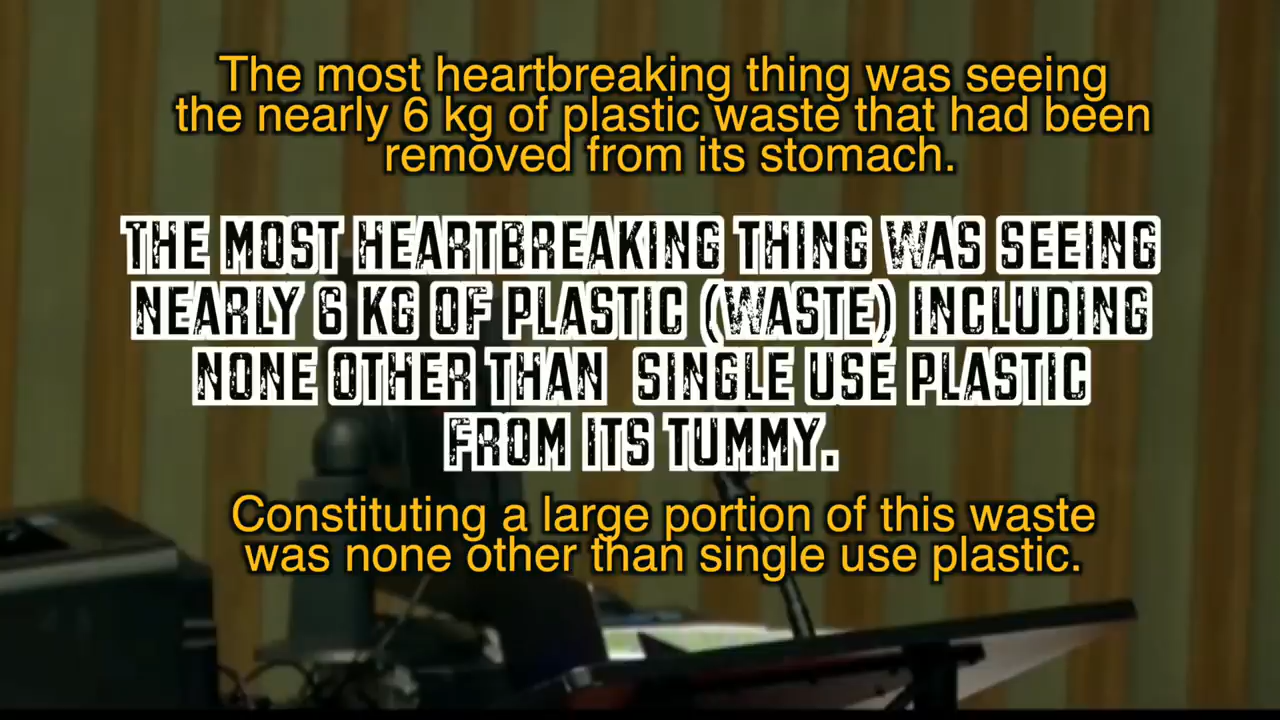 The most heartbreaking thing was seeing
the nearly 6 kg of plastic waste that had been
removed from its stomach.
THE MOST HEARTBREAKING THING WAS SEEING
NEARLY 6 KG OF PLASTIC (WASTE) INCLUDING
NONE OTHER THAN SINGLE USE PLASTIC
FROM ITS TUMMY.
Constituting a large portion of this waste
was none other than single use plastic.